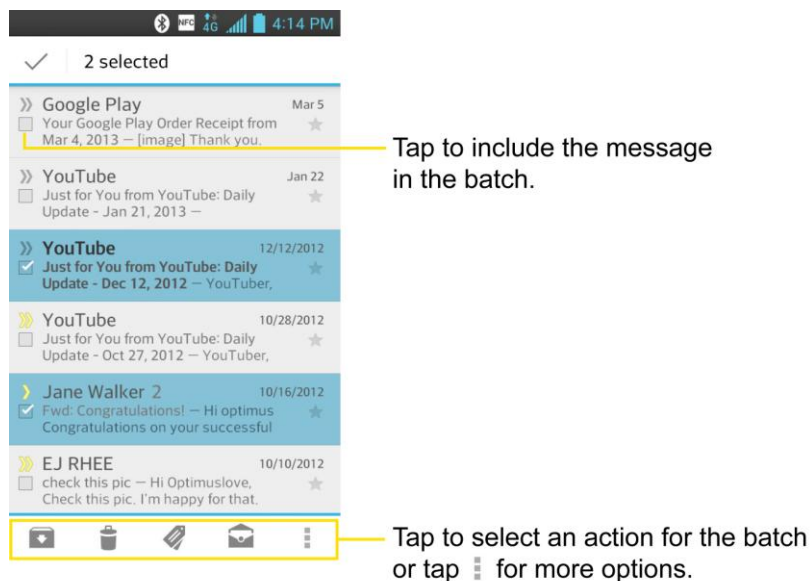 NFC 4G 4:14 PM
2 selected
Google Play Mar 5
Your Google Play Order Receipt from
Mar 4, 2013 — [image] Thank you.
Tap to include the message
in the batch.
YouTube Jan 22
Just for You from YouTube: Daily
Update - Jan 21, 2013 —
YouTube 12/12/2012
Just for You from YouTube: Daily
Update - Dec 12, 2012 — YouTuber,
YouTube 10/28/2012
Just for You from YouTube: Daily
Update - Oct 27, 2012 — YouTuber,
Jane Walker 2 10/16/2012
Fwd: Congratulations! — Hi optimus
Congratulations on your successful
EJ RHEE 10/10/2012
check this pic — Hi Optimuslove,
Check this pic. I'm happy for that.
Tap to select an action for the batch
or tap for more options.